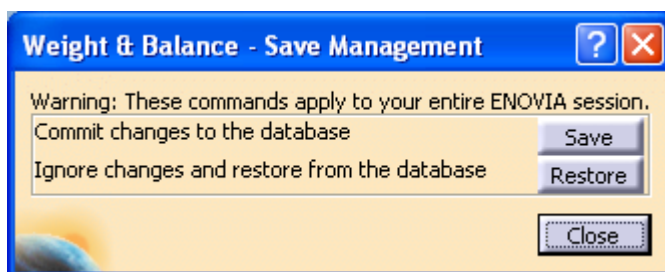 Weight & Balance - Save Management
Warning: These commands apply to your entire ENOVIA session.
Commit changes to the database Save
Ignore changes and restore from the database Restore
Close